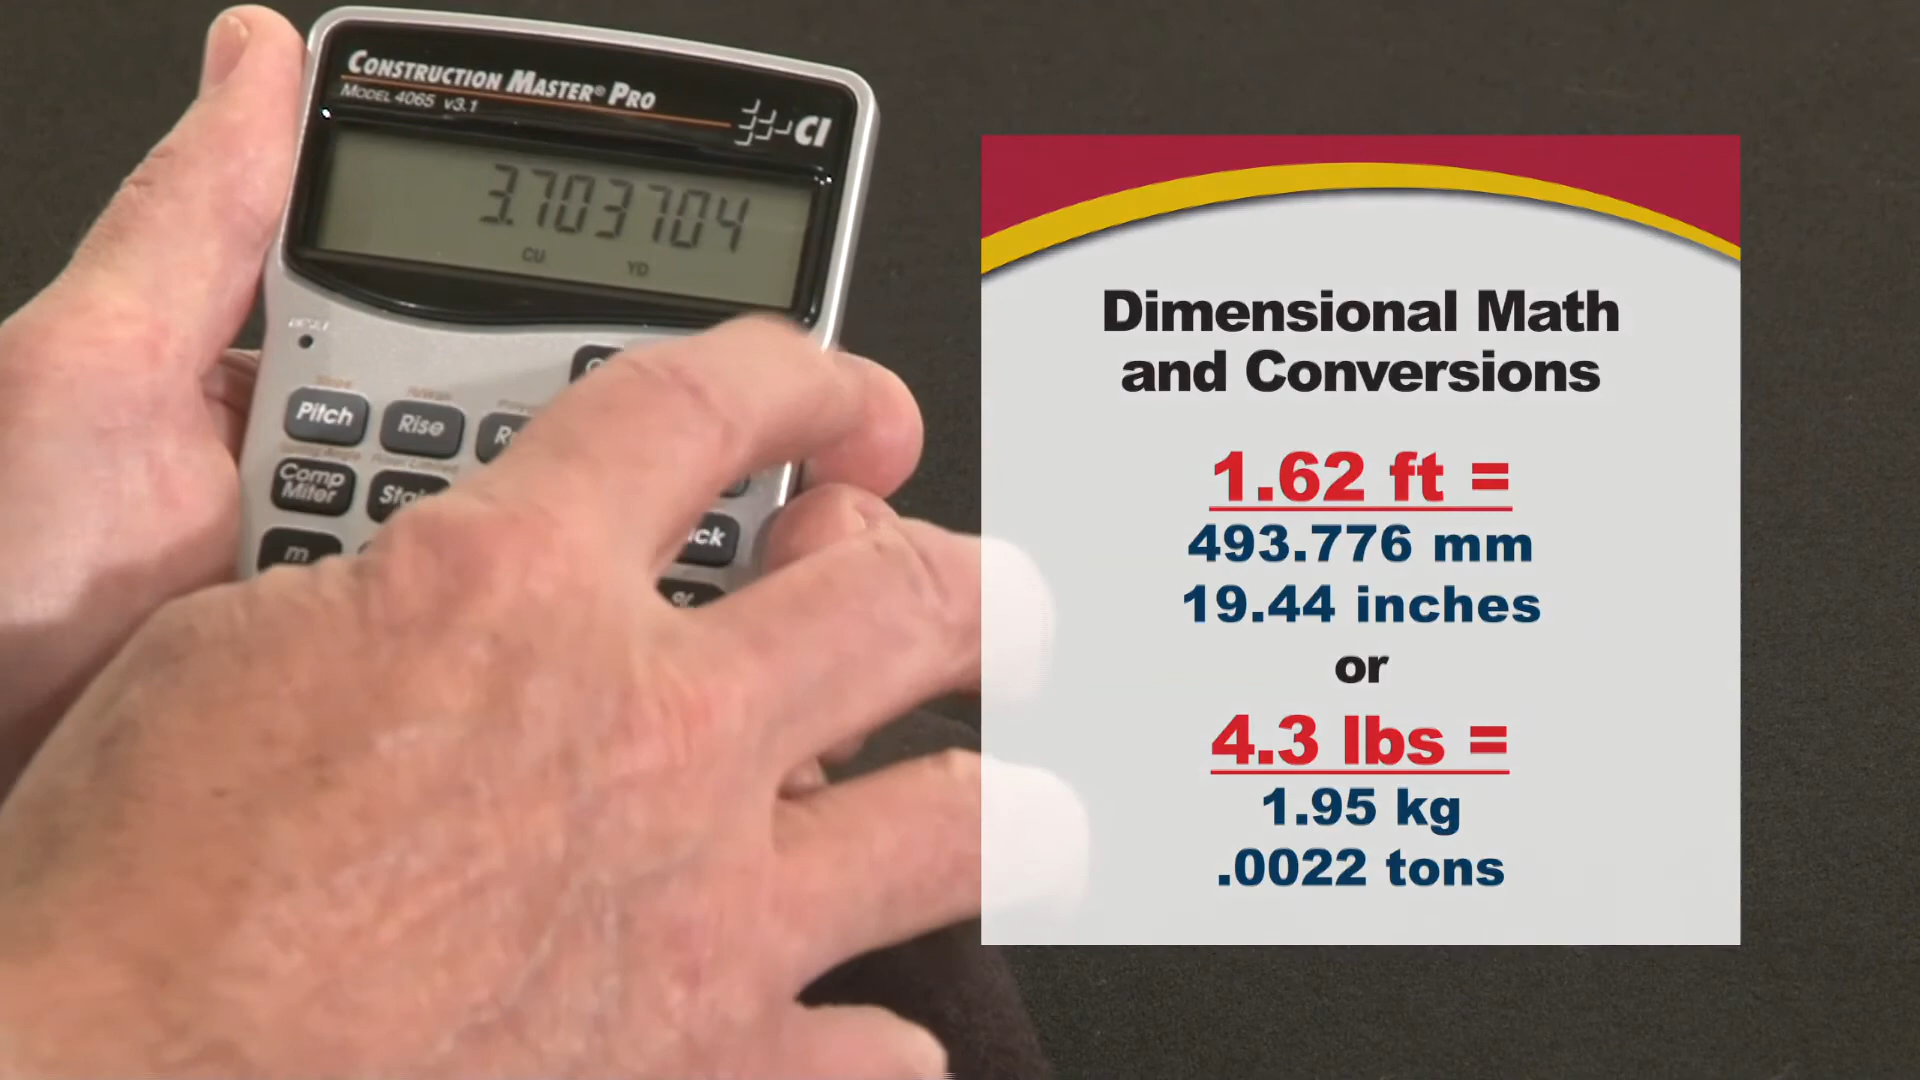 CONSTRUCTION MASTER® PRO
MODEL 4065 v3.1
CI
3.703704
CU YD
Pitch
Rise
Comp
Miter
m
%
Dimensional Math
and Conversions
1.62 ft =
493.776 mm
19.44 inches
or
4.3 lbs =
1.95 kg
.0022 tons